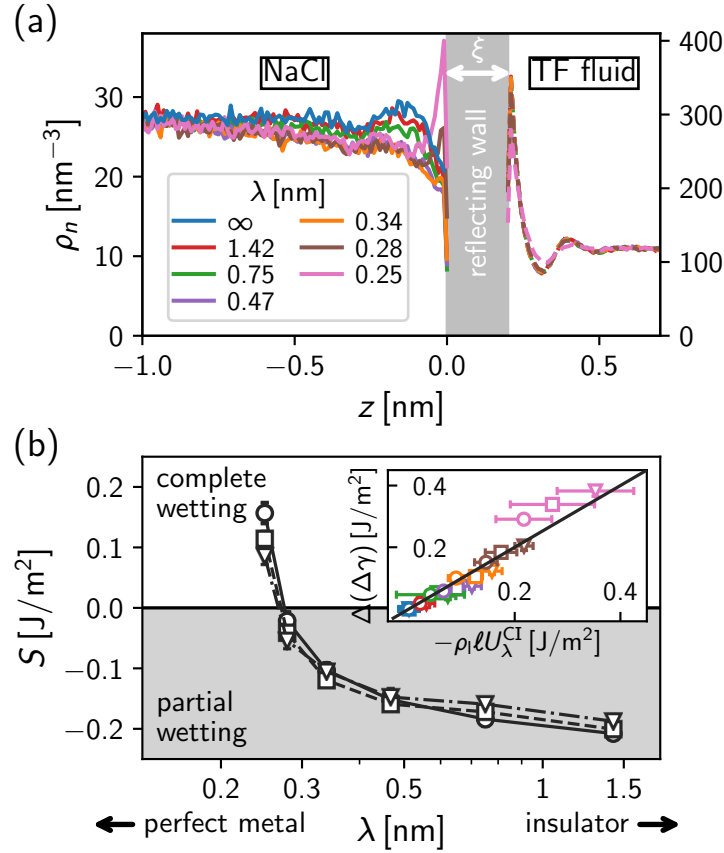 (a)
NaCl
ξ
TF fluid
400
300
200
100
0
30
20
10
0
ρn [nm−3]
reflecting wall
λ [nm]
∞
0.34
1.42
0.28
0.75
0.25
0.47
−1.0
−0.5
0.0
0.5
z [nm]
(b)
complete
wetting
partial
wetting
0.2
0.1
0.0
−0.1
−0.2
S [J/m2]
Δ(Δγ) [J/m2]
0.4
0.2
0.2
0.4
−ρlℓUλCI [J/m2]
0.2
0.3
0.5
1
1.5
perfect metal
λ [nm]
insulator